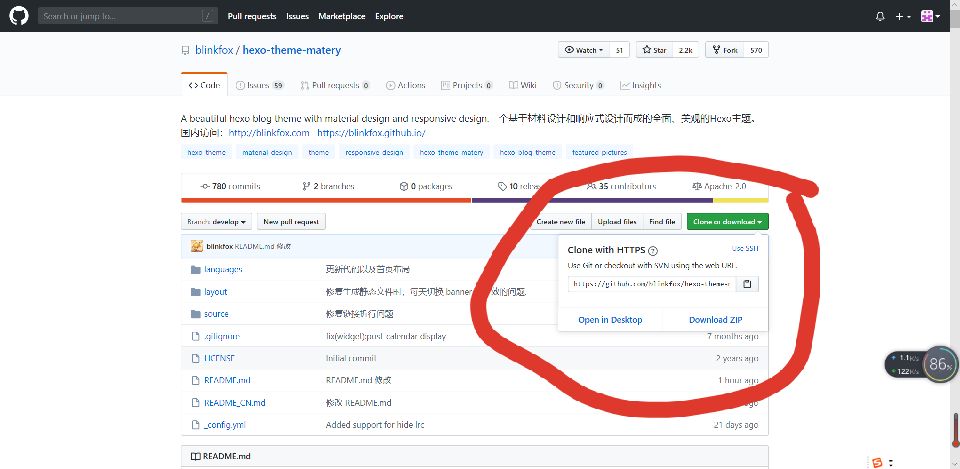 Search or jump to... /
Pull requests Issues Marketplace Explore
blinkfox / hexo-theme-matery
Watch 51 Star 2.2k Fork 570
Code Issues 59 Pull requests 0 Actions Projects 0 Wiki Security 0 Insights
A beautiful hexo blog theme with material design and responsive design. 一个基于材料设计和响应式设计而成的全面、美观的Hexo主题。
国内访问：http://blinkfox.com https://blinkfox.github.io/
hexo-theme material-design theme responsive-design hexo-theme-matery hexo-blog-theme featured-pictures
780 commits 2 branches 0 packages 10 35 contributors Apache-2.0
Branch: develop New pull request Create new file Upload files Find file Clone or download
blinkfox README.md 修改
Clone with HTTPS ? Use SSH
Use Git or checkout with SVN using the web URL.
https://github.com/blinkfox/hexo-theme-m
Open in Desktop Download ZIP
languages 更新代码以及首页布局
layout 修复生成静态文件时，每天切换 banner 的问题.
source 修复链接折行问题
.gitignore fix(widget):post-calendar display 7 months ago
LICENSE Initial commit 2 years ago
README.md README.md 修改 1 hour ago
README_CN.md 修改 README.md ago
_config.yml Added support for hide lrc 21 days ago
README.md
1.1K/s
122K/s
86%